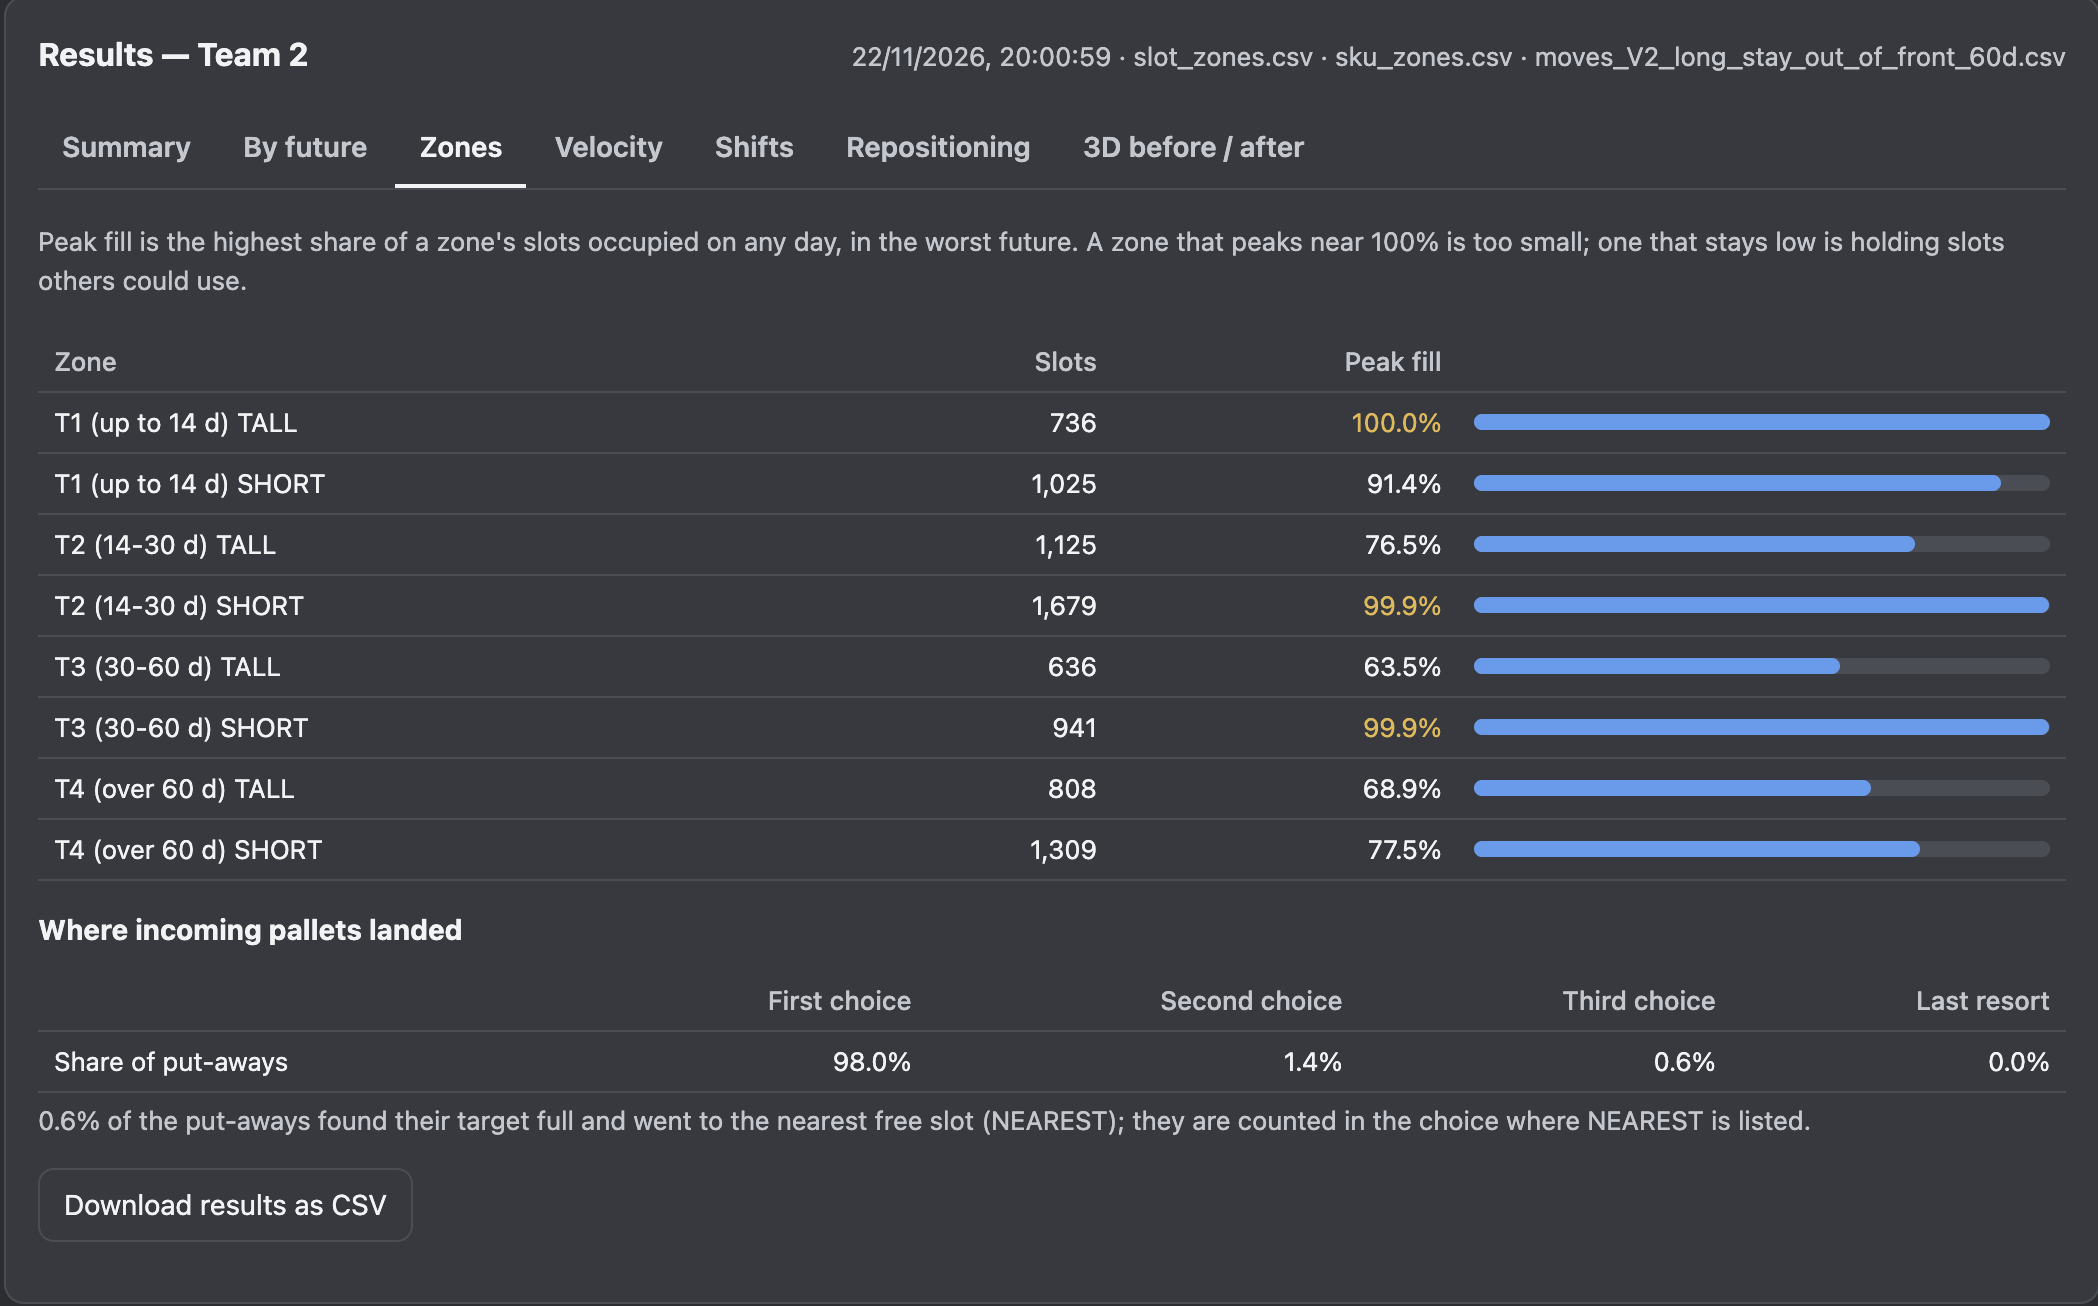 Results — Team 2
22/11/2026, 20:00:59 · slot_zones.csv · sku_zones.csv · moves_V2_long_stay_out_of_front_60d.csv
Summary By future Zones Velocity Shifts Repositioning 3D before / after
Peak fill is the highest share of a zone's slots occupied on any day, in the worst future. A zone that peaks near 100% is too small; one that stays low is holding slots
others could use.
Zone Slots Peak fill
T1 (up to 14 d) TALL 736 100.0%
T1 (up to 14 d) SHORT 1,025 91.4%
T2 (14-30 d) TALL 1,125 76.5%
T2 (14-30 d) SHORT 1,679 99.9%
T3 (30-60 d) TALL 636 63.5%
T3 (30-60 d) SHORT 941 99.9%
T4 (over 60 d) TALL 808 68.9%
T4 (over 60 d) SHORT 1,309 77.5%
Where incoming pallets landed
First choice Second choice Third choice Last resort
Share of put-aways 98.0% 1.4% 0.6% 0.0%
0.6% of the put-aways found their target full and went to the nearest free slot (NEAREST); they are counted in the choice where NEAREST is listed.
Download results as CSV